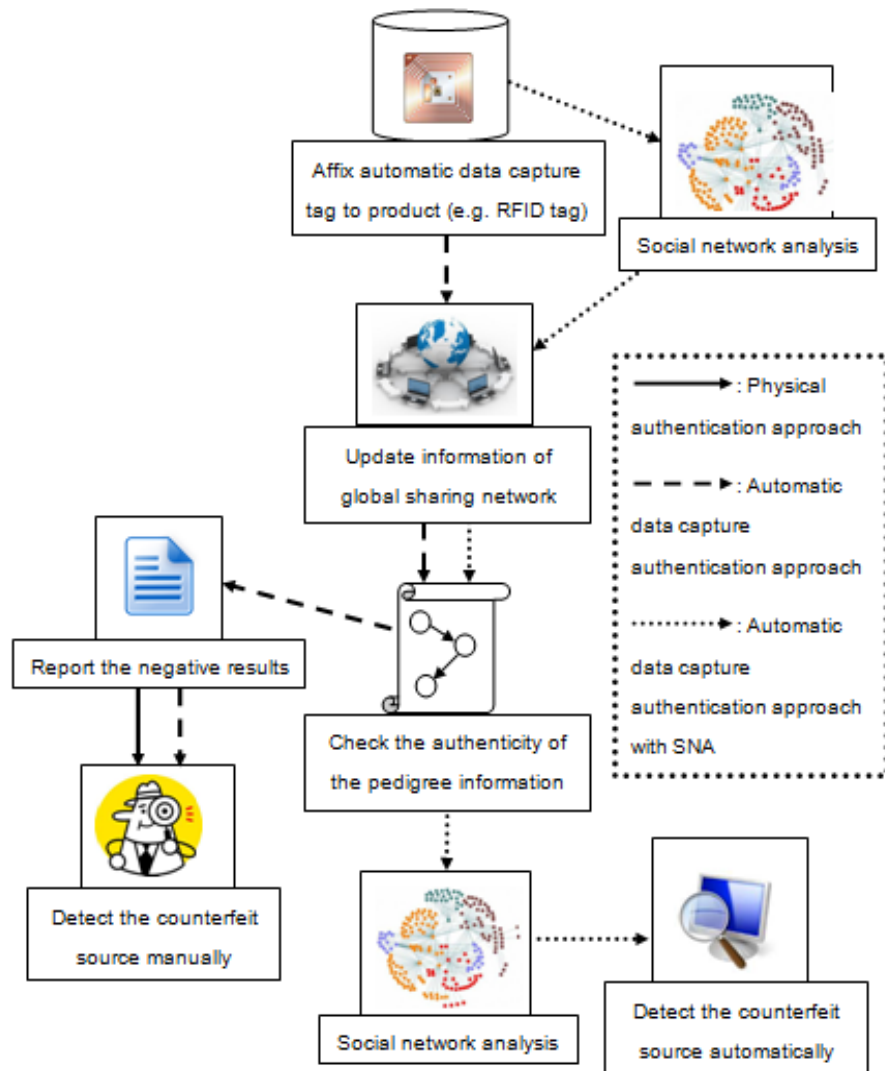 Affix automatic data capture
tag to product (e.g. RFID tag)
Social network analysis
Update information of
global sharing network
: Physical
authentication approach
: Automatic
data capture
authentication approach
: Automatic
data capture
authentication approach
with SNA
Report the negative results
Check the authenticity of
the pedigree information
Detect the counterfeit
source manually
Social network analysis
Detect the counterfeit
source automatically